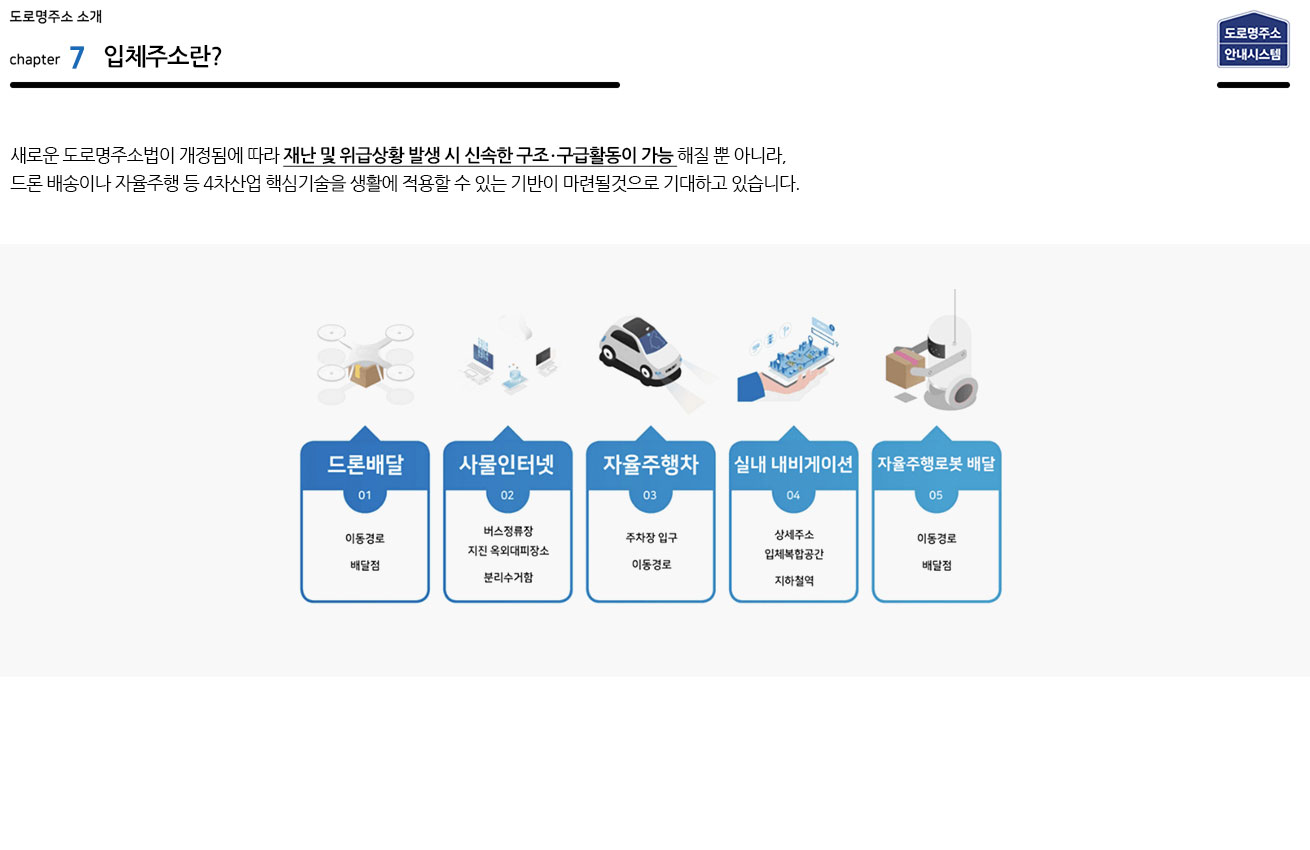 도로명주소 소개
chapter 7 입체주소란?
도로명주소
안내시스템
새로운 도로명주소법이 개정됨에 따라 재난 및 위급상황 발생 시 신속한 구조·구급활동이 가능 해질 뿐 아니라,
드론 배송이나 자율주행 등 4차산업 핵심기술을 생활에 적용할 수 있는 기반이 마련될것으로 기대하고 있습니다.
드론배달
01
이동경로
배달점
사물인터넷
02
버스정류장
지진 옥외대피장소
분리수거함
자율주행차
03
주차장 입구
이동경로
실내 내비게이션
04
상세주소
입체복합공간
지하철역
자율주행로봇 배달
05
이동경로
배달점